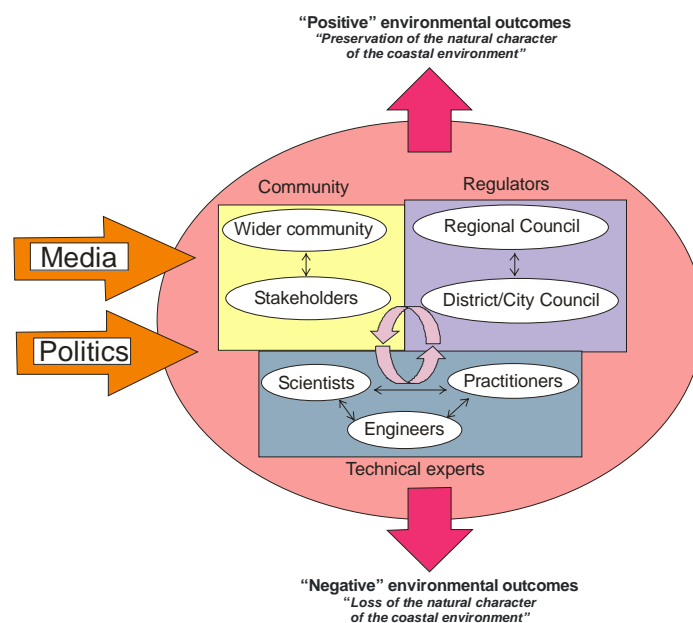 “Positive” environmental outcomes
“Preservation of the natural character
of the coastal environment”
Community
Regulators
Wider community
Regional Council
Media
Stakeholders
District/City Council
Politics
Scientists
Practitioners
Engineers
Technical experts
“Negative” environmental outcomes
“Loss of the natural character
of the coastal environment”